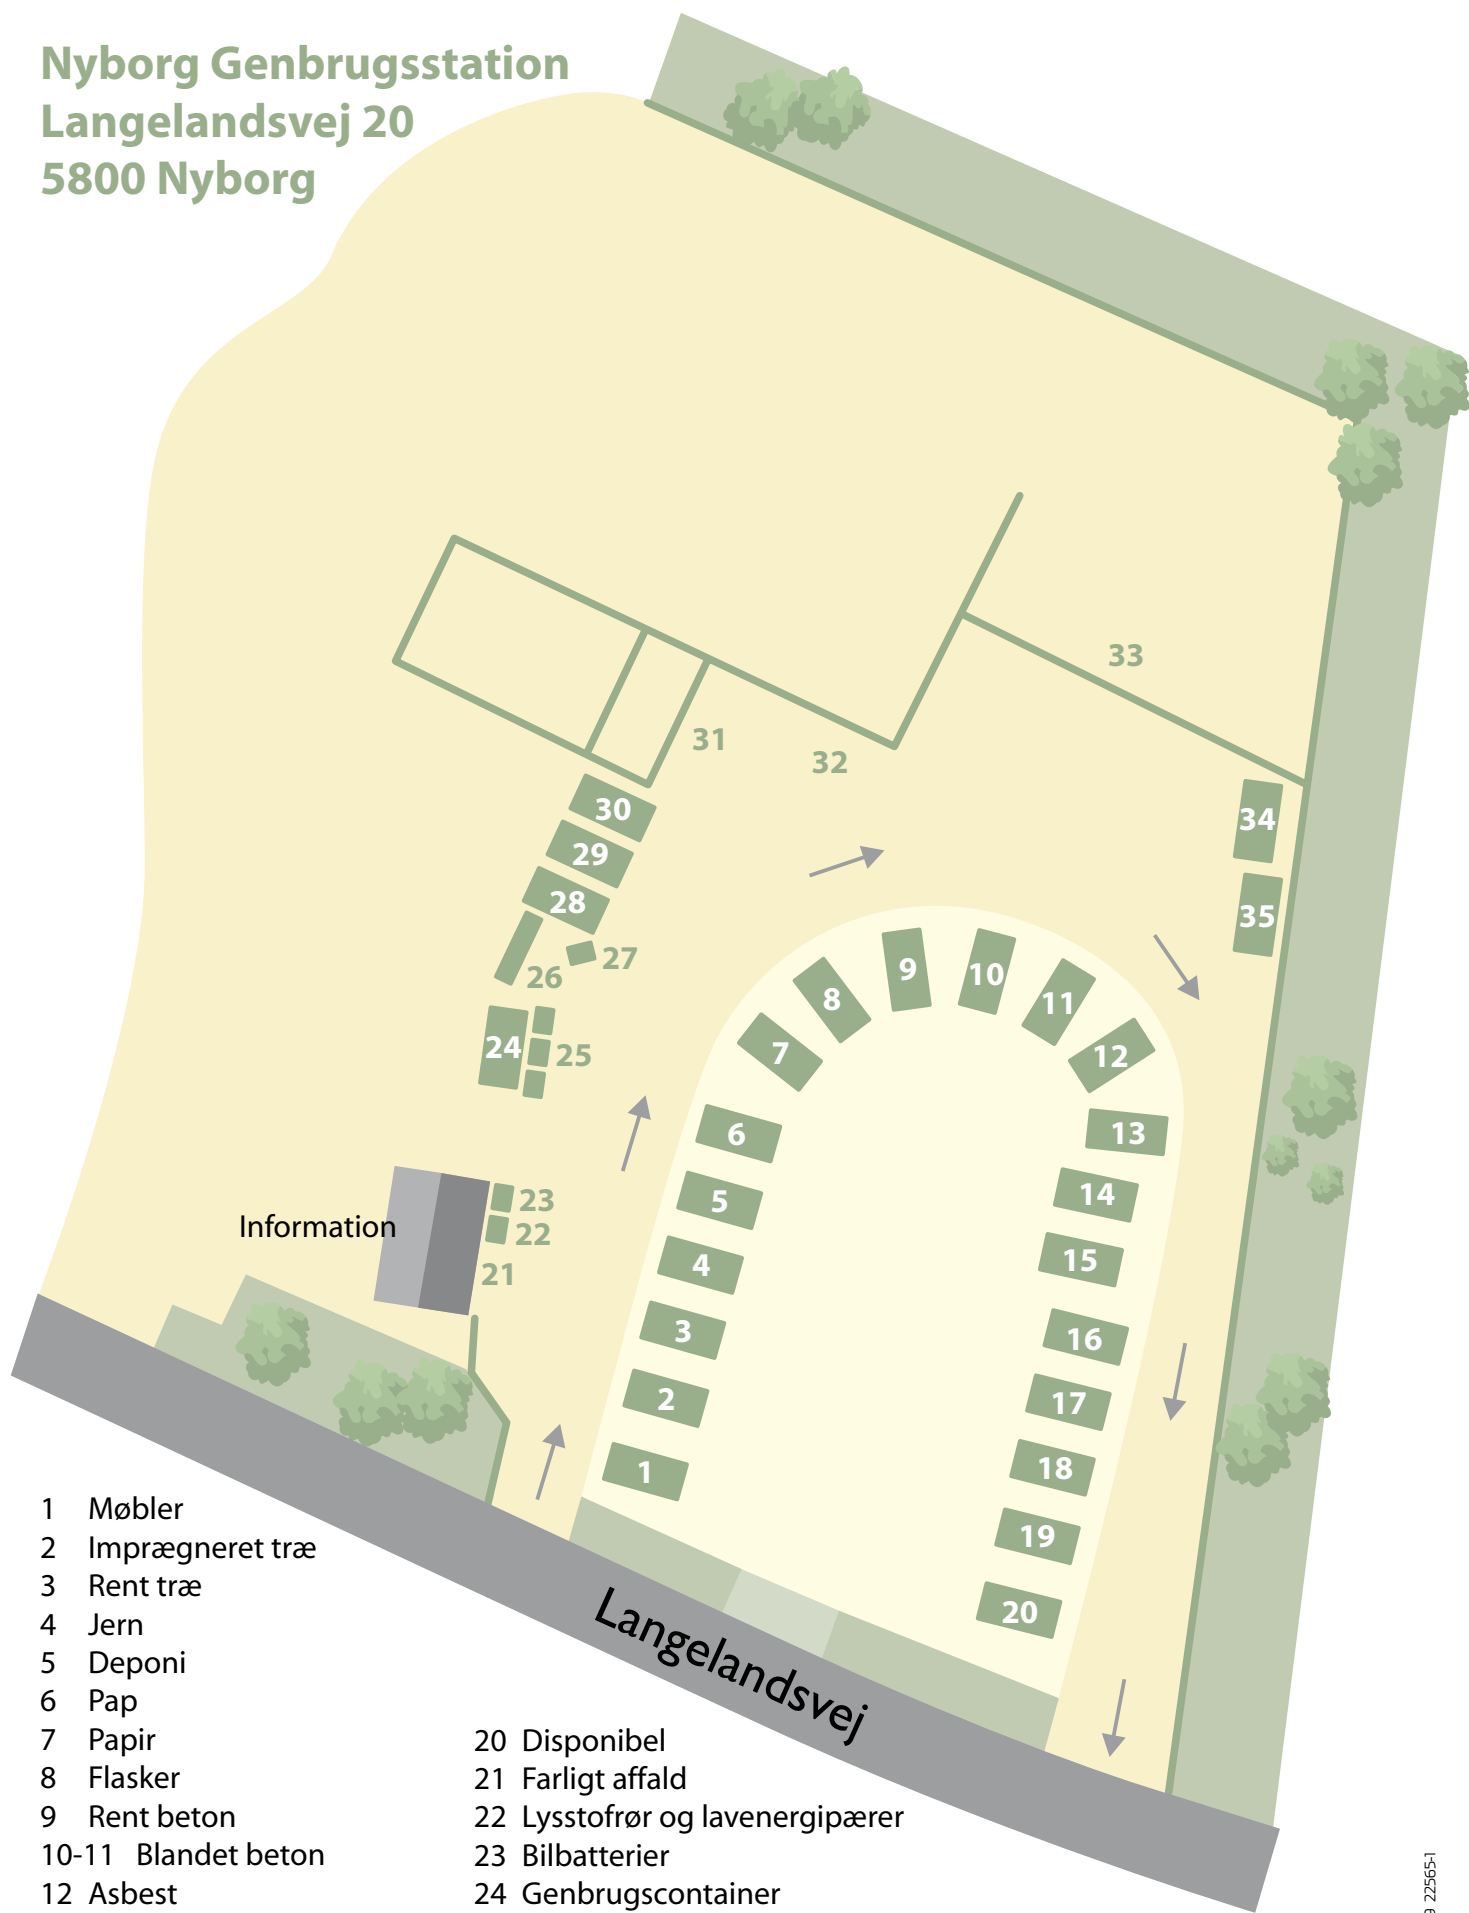 Nyborg Genbrugsstation
Langelandsvej 20
5800 Nyborg
33
31
32
30
34
29
28
35
27
26
9
10
8
11
24
25
7
12
6
13
23
5
14
Information
22
15
4
21
3
16
2
17
1
18
19
20
Langelandsvej
1 Møbler
2 Imprægneret træ
3 Rent træ
4 Jern
5 Deponi
6 Pap
7 Papir
8 Flasker
9 Rent beton
10-11 Blandet beton
12 Asbest
20 Disponibel
21 Farligt affald
22 Lysstofrør og lavenergipærer
23 Bilbatterier
24 Genbrugscontainer
22565-1